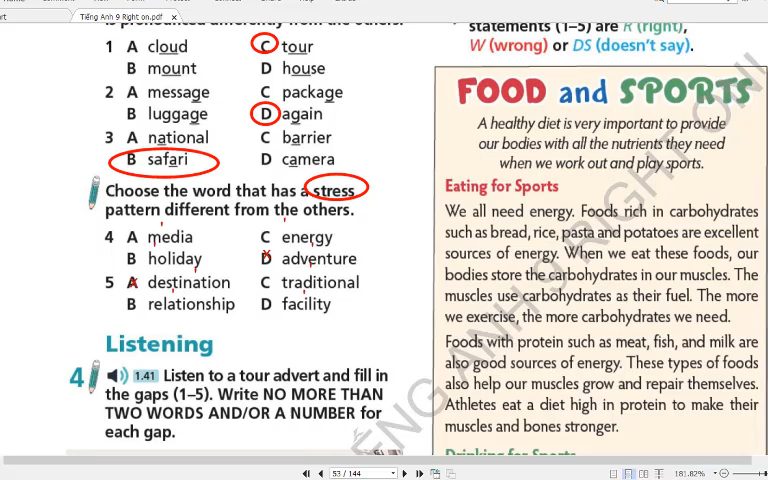 Tiếng Anh 9 Right on.pdf
is pronounced differently from the others.
1 A cloud C tour
B mount D house
2 A message C package
B luggage D again
3 A national C barrier
B safari D camera
Choose the word that has a stress
pattern different from the others.
4 A media C energy
B holiday D adventure
5 A destination C traditional
B relationship D facility
Listening
4 1.41 Listen to a tour advert and fill in
the gaps (1–5). Write NO MORE THAN
TWO WORDS AND/OR A NUMBER for
each gap.
statements (1–5) are R (right),
W (wrong) or DS (doesn't say).
FOOD and SPORTS
A healthy diet is very important to provide
our bodies with all the nutrients they need
when we work out and play sports.
Eating for Sports
We all need energy. Foods rich in carbohydrates
such as bread, rice, pasta and potatoes are excellent
sources of energy. When we eat these foods, our
bodies store the carbohydrates in our muscles. The
muscles use carbohydrates as their fuel. The more
we exercise, the more carbohydrates we need.
Foods with protein such as meat, fish, and milk are
also good sources of energy. These types of foods
also help our muscles grow and repair themselves.
Athletes eat a diet high in protein to make their
muscles and bones stronger.
Drinking for Sports
ANH 9 RIGHT ON!
53 / 144
181.82%